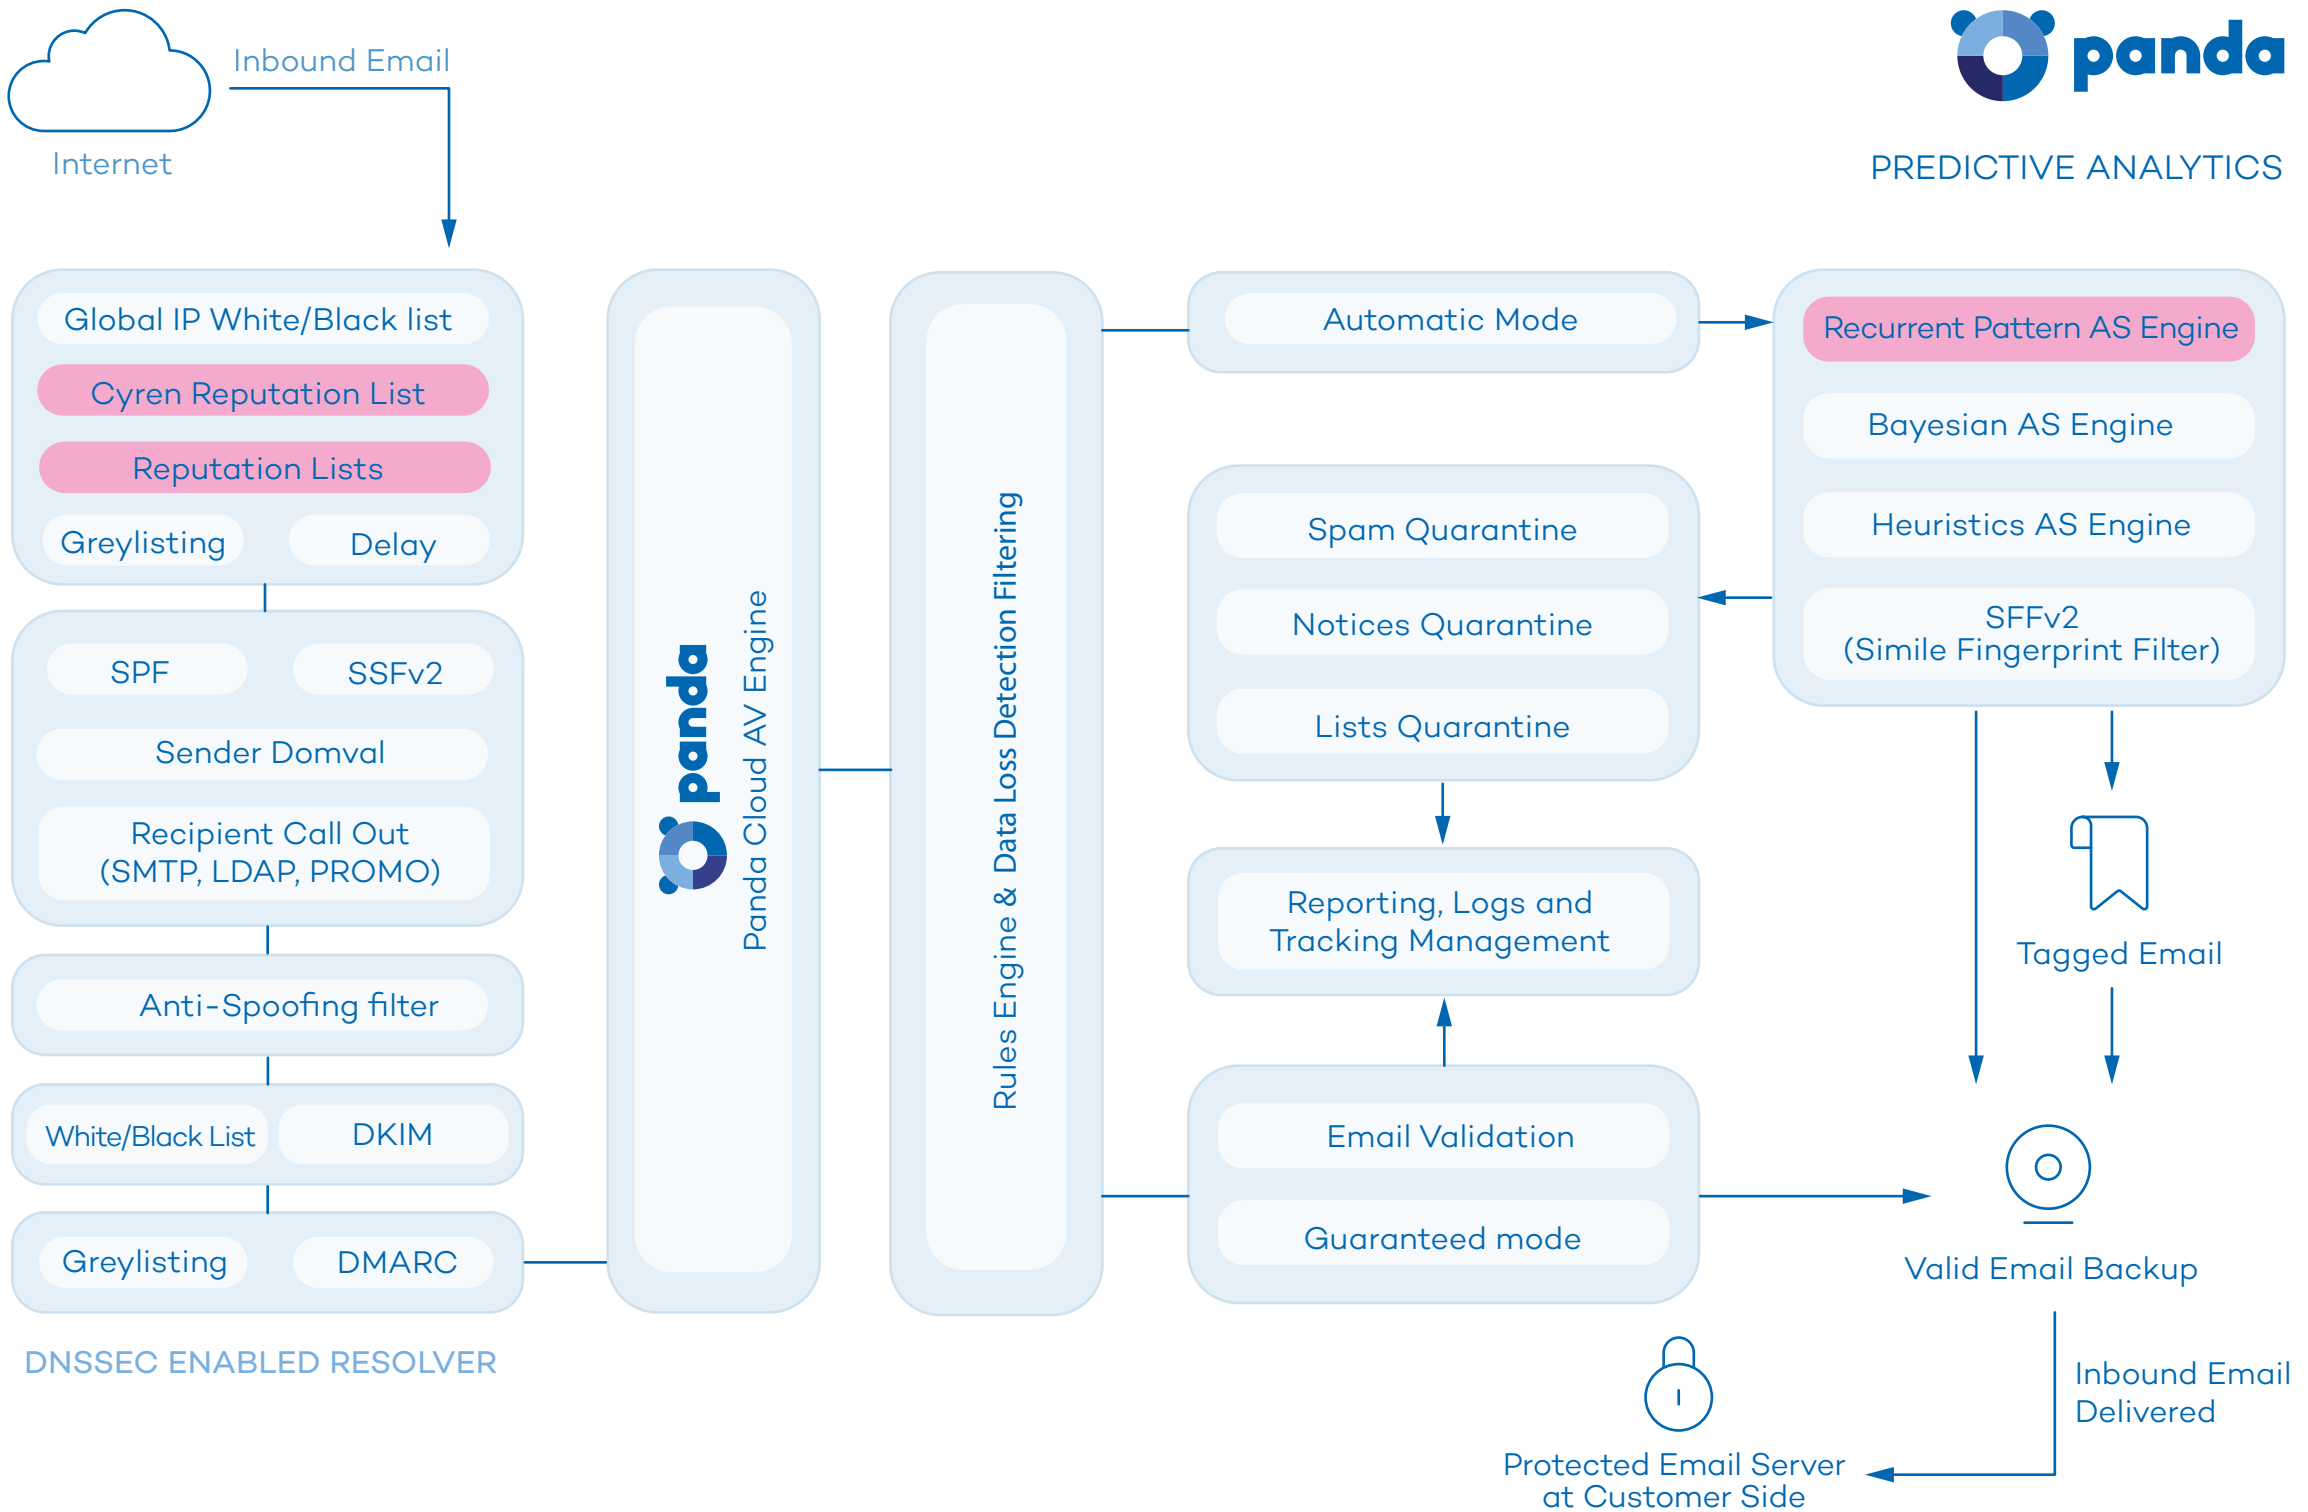 Inbound Email
Internet
panda
PREDICTIVE ANALYTICS
Global IP White/Black list
Cyren Reputation List
Reputation Lists
Greylisting
Delay
SPF
SSFv2
Sender Domval
Recipient Call Out
(SMTP, LDAP, PROMO)
Anti-Spoofing filter
White/Black List
DKIM
Greylisting
DMARC
DNSSEC ENABLED RESOLVER
panda
Panda Cloud AV Engine
Rules Engine & Data Loss Detection Filtering
Automatic Mode
Spam Quarantine
Notices Quarantine
Lists Quarantine
Reporting, Logs and
Tracking Management
Email Validation
Guaranteed mode
Recurrent Pattern AS Engine
Bayesian AS Engine
Heuristics AS Engine
SFFv2
(Simile Fingerprint Filter)
Tagged Email
Valid Email Backup
Inbound Email
Delivered
Protected Email Server
at Customer Side